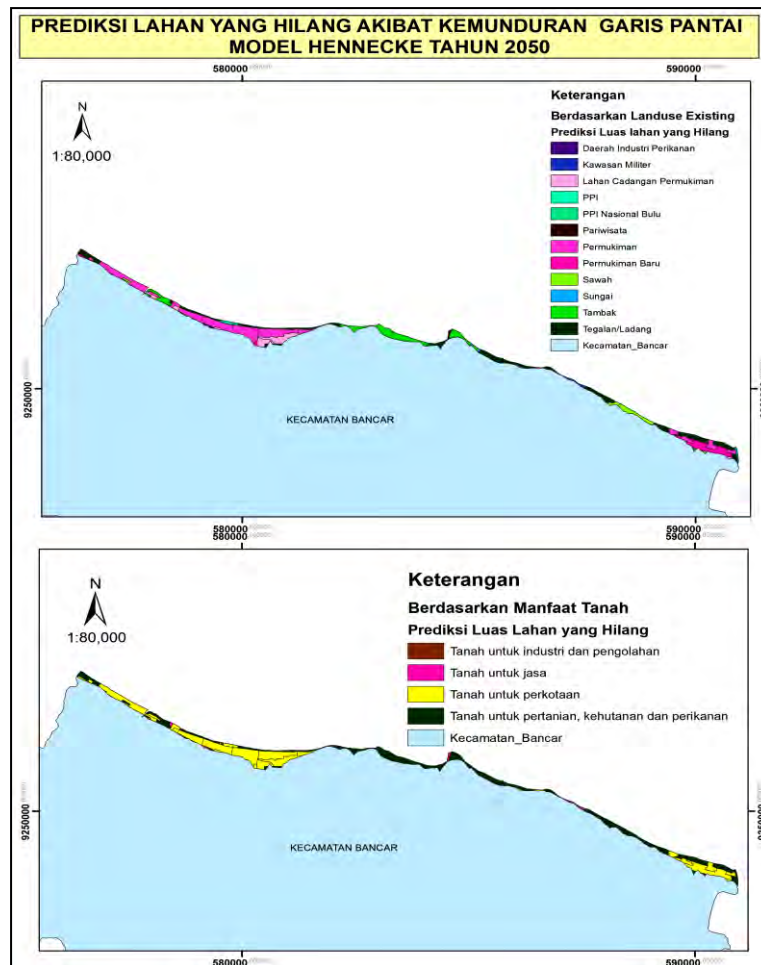 PREDIKSI LAHAN YANG HILANG AKIBAT KEMUNDURAN GARIS PANTAI
MODEL HENNECKE TAHUN 2050
580000
590000
N
1:80,000
Keterangan
Berdasarkan Landuse Existing
Prediksi Luas lahan yang Hilang
Daerah Industri Perikanan
Kawasan Militer
Lahan Cadangan Permukiman
PPI
PPI Nasional Bulu
Pariwisata
Permukiman
Permukiman Baru
Sawah
Sungai
Tambak
Tegalan/Ladang
Kecamatan_Bancar
9250000
KECAMATAN BANCAR
580000
590000
580000
590000
N
1:80,000
Keterangan
Berdasarkan Manfaat Tanah
Prediksi Luas Lahan yang Hilang
Tanah untuk industri dan pengolahan
Tanah untuk jasa
Tanah untuk perkotaan
Tanah untuk pertanian, kehutanan dan perikanan
Kecamatan_Bancar
9250000
KECAMATAN BANCAR
580000
590000